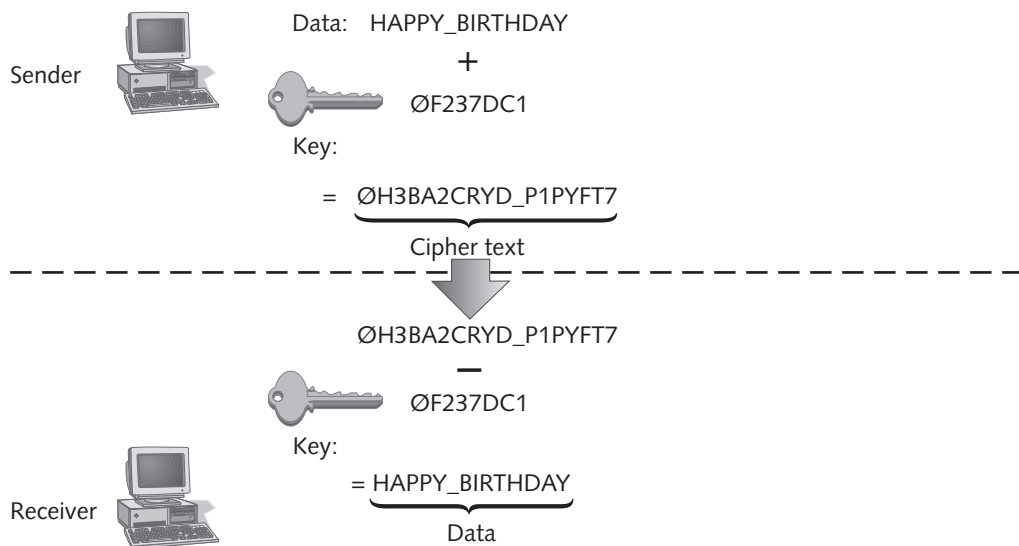 Data: HAPPY_BIRTHDAY
+
Sender
ØF237DC1
Key:
= ØH3BA2CRYD_P1PYFT7
Cipher text
ØH3BA2CRYD_P1PYFT7
–
ØF237DC1
Key:
= HAPPY_BIRTHDAY
Receiver
Data